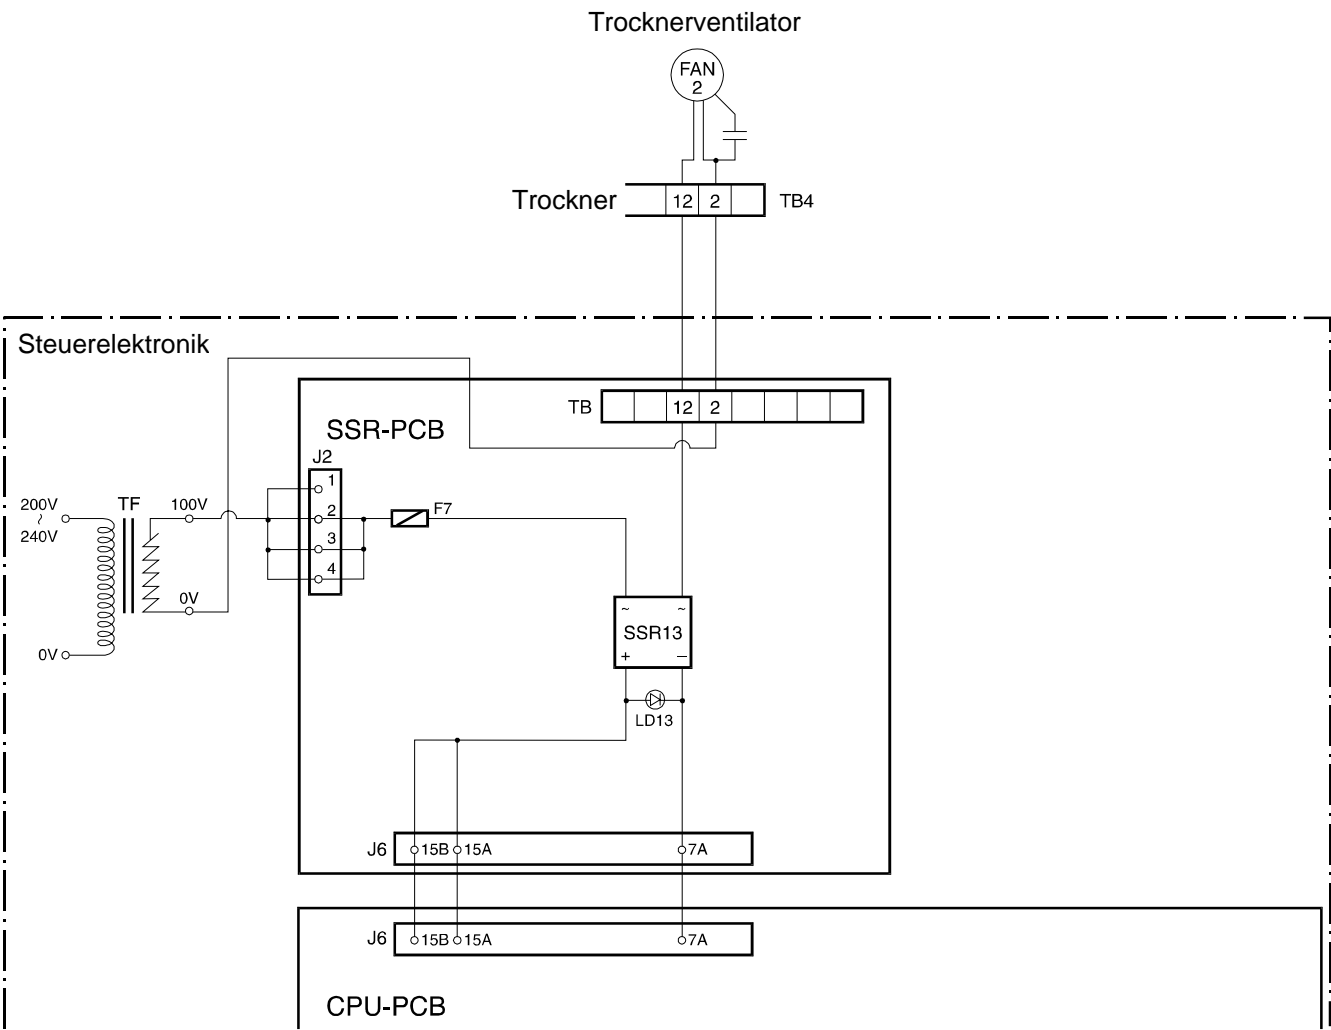 Trocknerventilator
FAN
2
Trockner 12 2 TB4
Steuerelektronik
TB 12 2
SSR-PCB
J2
1
200V TF 100V 2 F7
~
240V 3
4
0V
~ ~
SSR13
0V + −
LD13
J6 15B 15A 7A
J6 15B 15A 7A
CPU-PCB